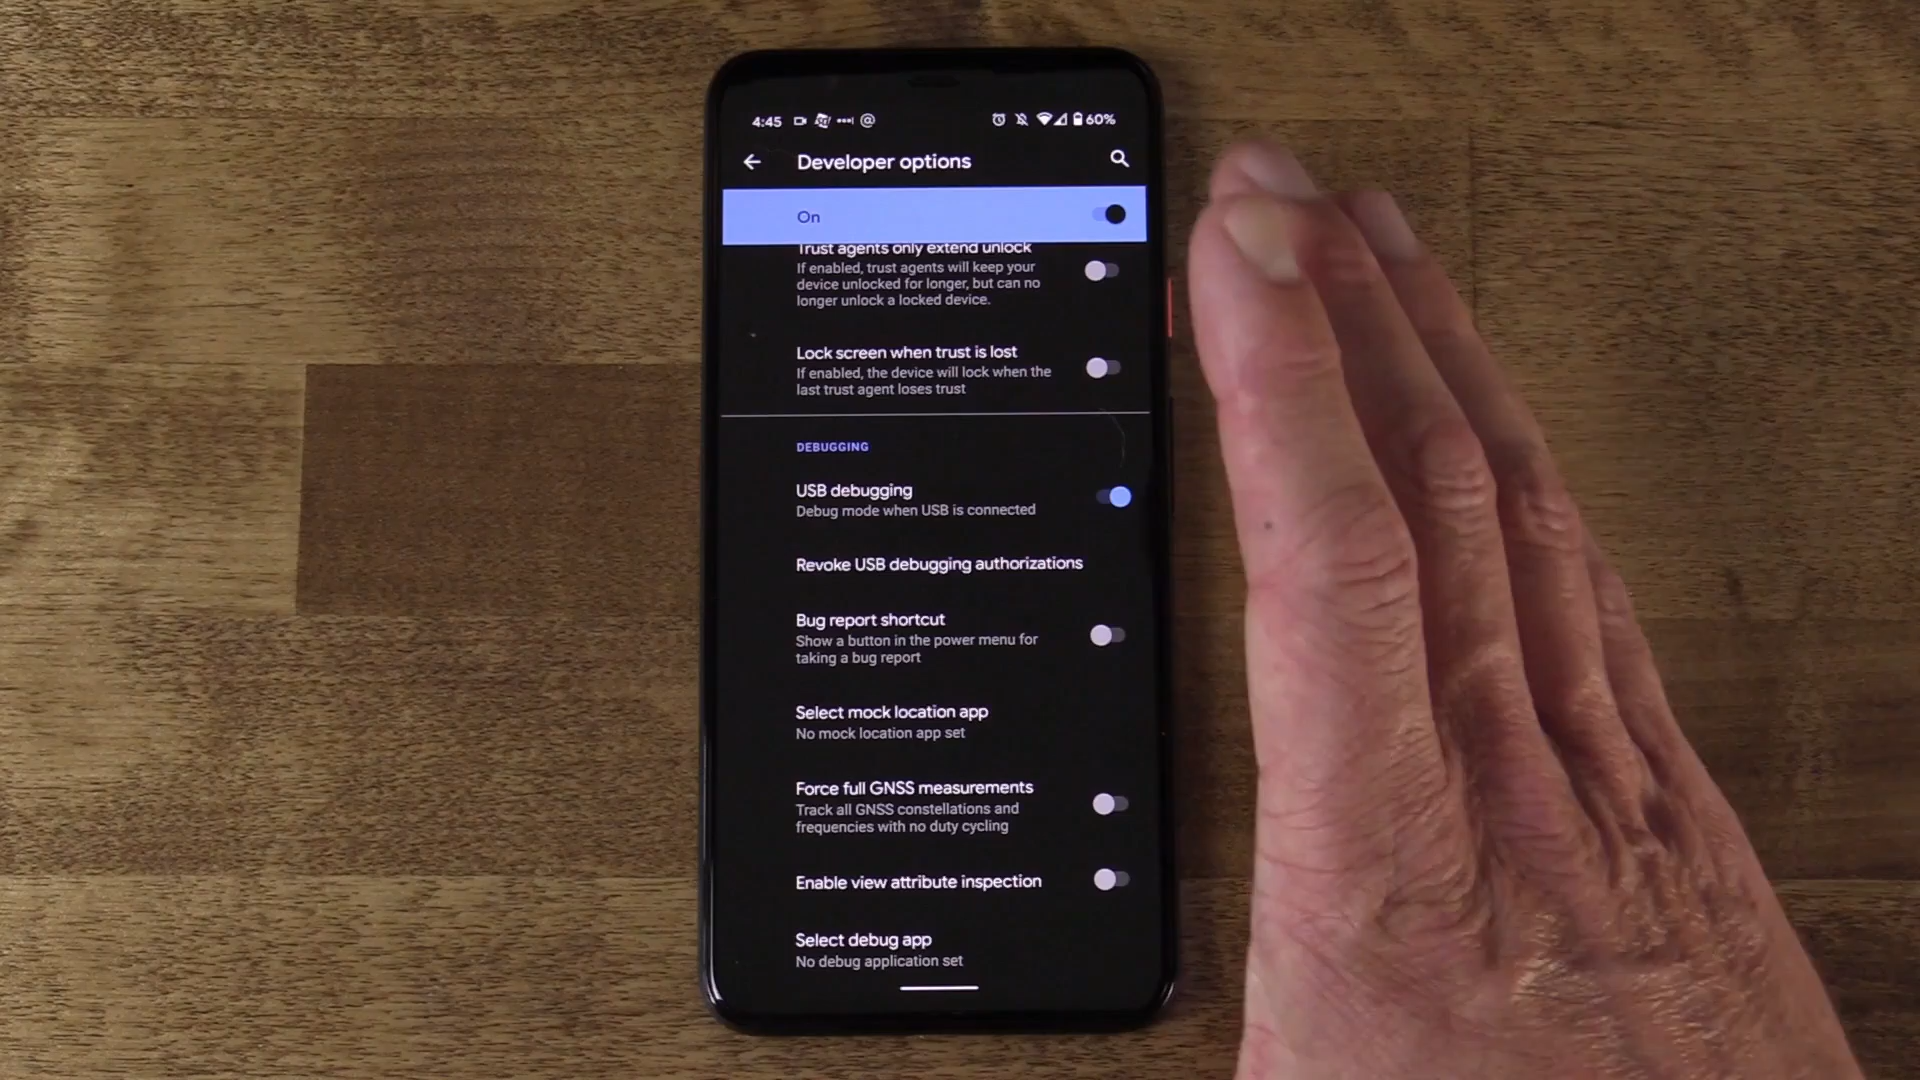 4:45 @ 60%
Developer options
On
Trust agents only extend unlock
If enabled, trust agents will keep your
device unlocked for longer, but can no
longer unlock a locked device.
Lock screen when trust is lost
If enabled, the device will lock when the
last trust agent loses trust
DEBUGGING
USB debugging
Debug mode when USB is connected
Revoke USB debugging authorizations
Bug report shortcut
Show a button in the power menu for
taking a bug report
Select mock location app
No mock location app set
Force full GNSS measurements
Track all GNSS constellations and
frequencies with no duty cycling
Enable view attribute inspection
Select debug app
No debug application set